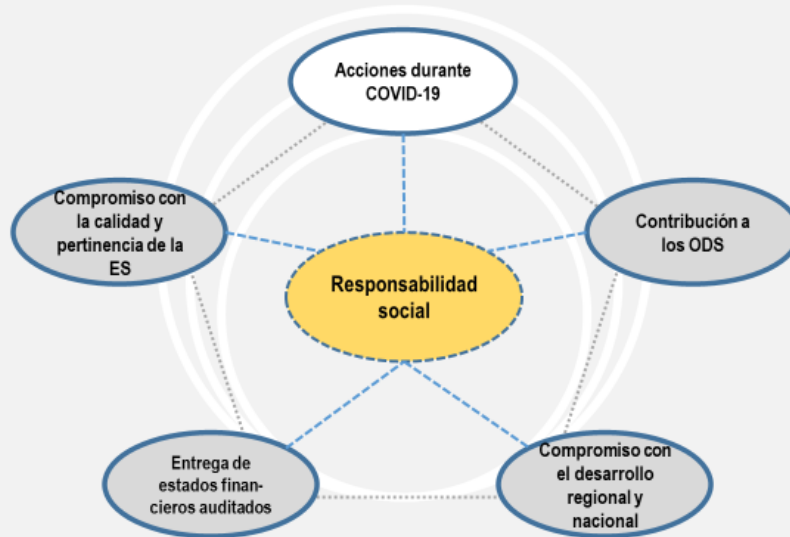 Acciones durante
COVID-19
Compromiso con
la calidad y
pertinencia de la
ES
Contribución a
los ODS
Responsabilidad
social
Entrega de
estados finan-
cieros auditados
Compromiso con
el desarrollo
regional y
nacional